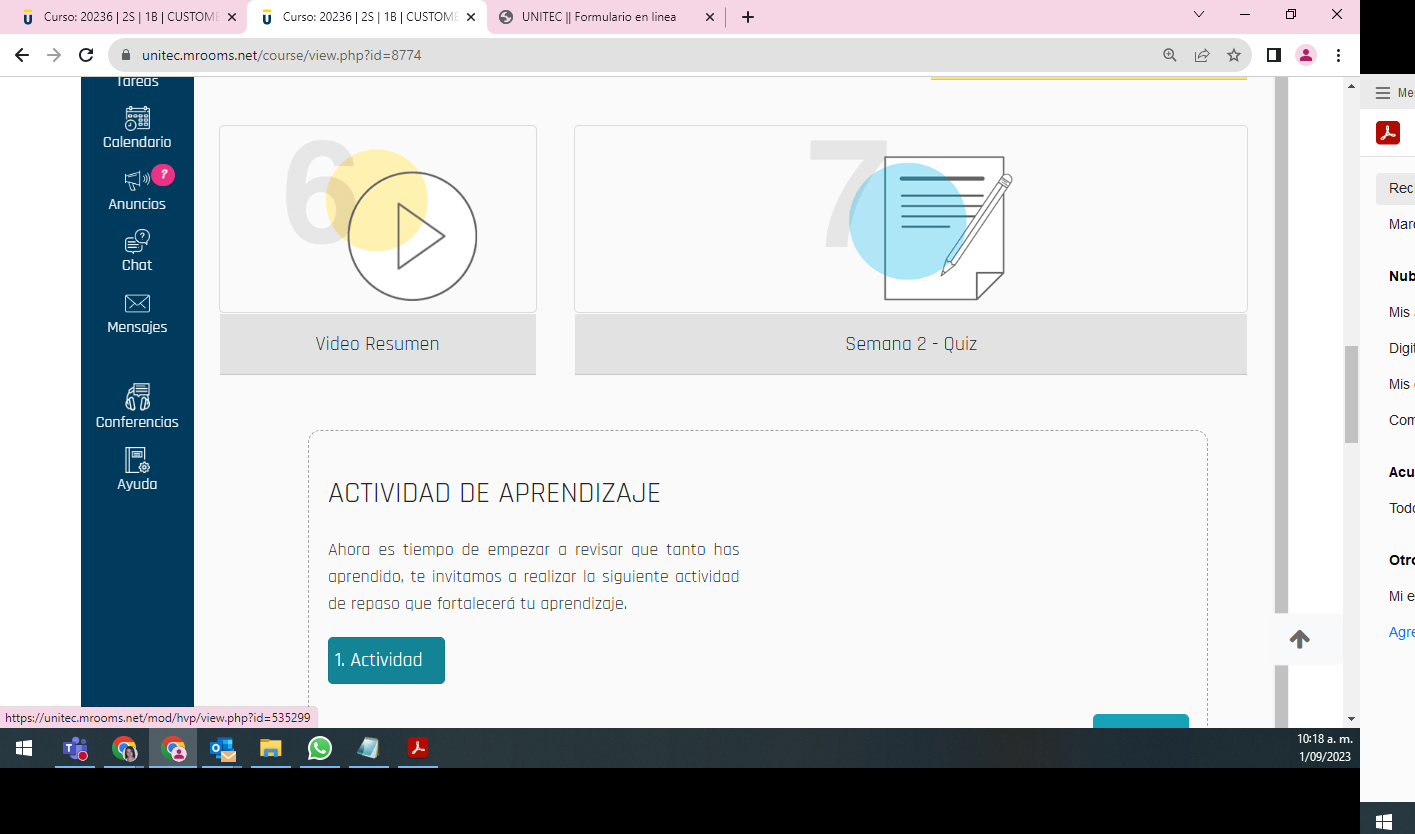 Curso: 20236 | 2S | 1B | CUSTOME
Curso: 20236 | 2S | 1B | CUSTOME
UNITEC || Formulario en linea
unitec.mrooms.net/course/view.php?id=8774
Tareas
Calendario
?
Anuncios
Chat
Mensajes
Conferencias
Ayuda
6
7
Video Resumen
Semana 2 - Quiz
ACTIVIDAD DE APRENDIZAJE
Ahora es tiempo de empezar a revisar que tanto has
aprendido, te invitamos a realizar la siguiente actividad
de repaso que fortalecerá tu aprendizaje.
1. Actividad
https://unitec.mrooms.net/mod/hvp/view.php?id=535299
10:18 a. m.
1/09/2023
Me
Rec
Marc
Nub
Mis
Digit
Mis
Com
Acu
Todo
Otro
Mi e
Agre